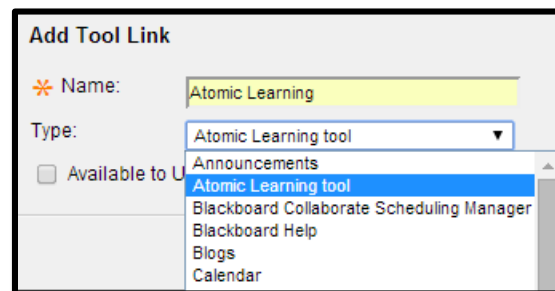 Add Tool Link
* Name: Atomic Learning
Type: Atomic Learning tool
Announcements
Available to U
Atomic Learning tool
Blackboard Collaborate Scheduling Manager
Blackboard Help
Blogs
Calendar